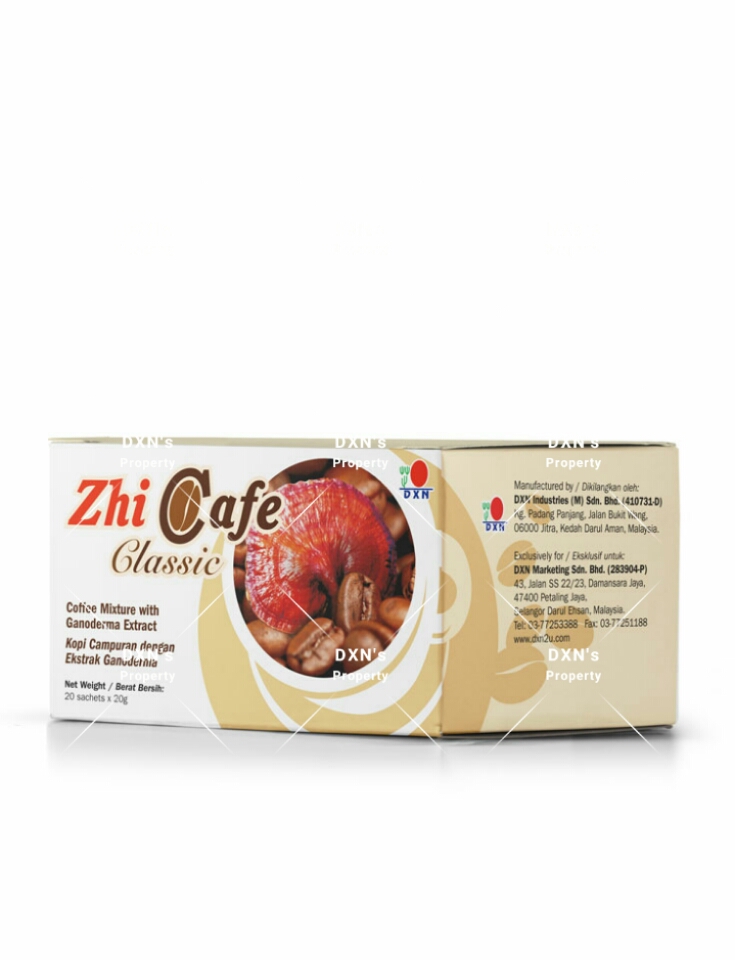 DXN's
Property
DXN's
Property
DXN's
Property
Zhi Cafe
Classic
DXN
Coffee Mixture with
Ganoderma Extract
Kopi Campuran dengan
Ekstrak Ganoderma
Net Weight / Berat Bersih:
20 sachets x 20g
DXN
Manufactured by / Dikilangkan oleh:
DXN Industries (M) Sdn. Bhd. (410731-D)
Kg. Padang Panjang, Jalan Bukit Wang,
06000 Jitra, Kedah Darul Aman, Malaysia.
Exclusively for / Eksklusif untuk:
DXN Marketing Sdn. Bhd. (283904-P)
43, Jalan SS 22/23, Damansara Jaya,
47400 Petaling Jaya,
Selangor Darul Ehsan, Malaysia.
Tel: 03-77253388 Fax: 03-77251188
www.dxn2u.com
DXN's
Property
DXN's
Property
DXN's
Property